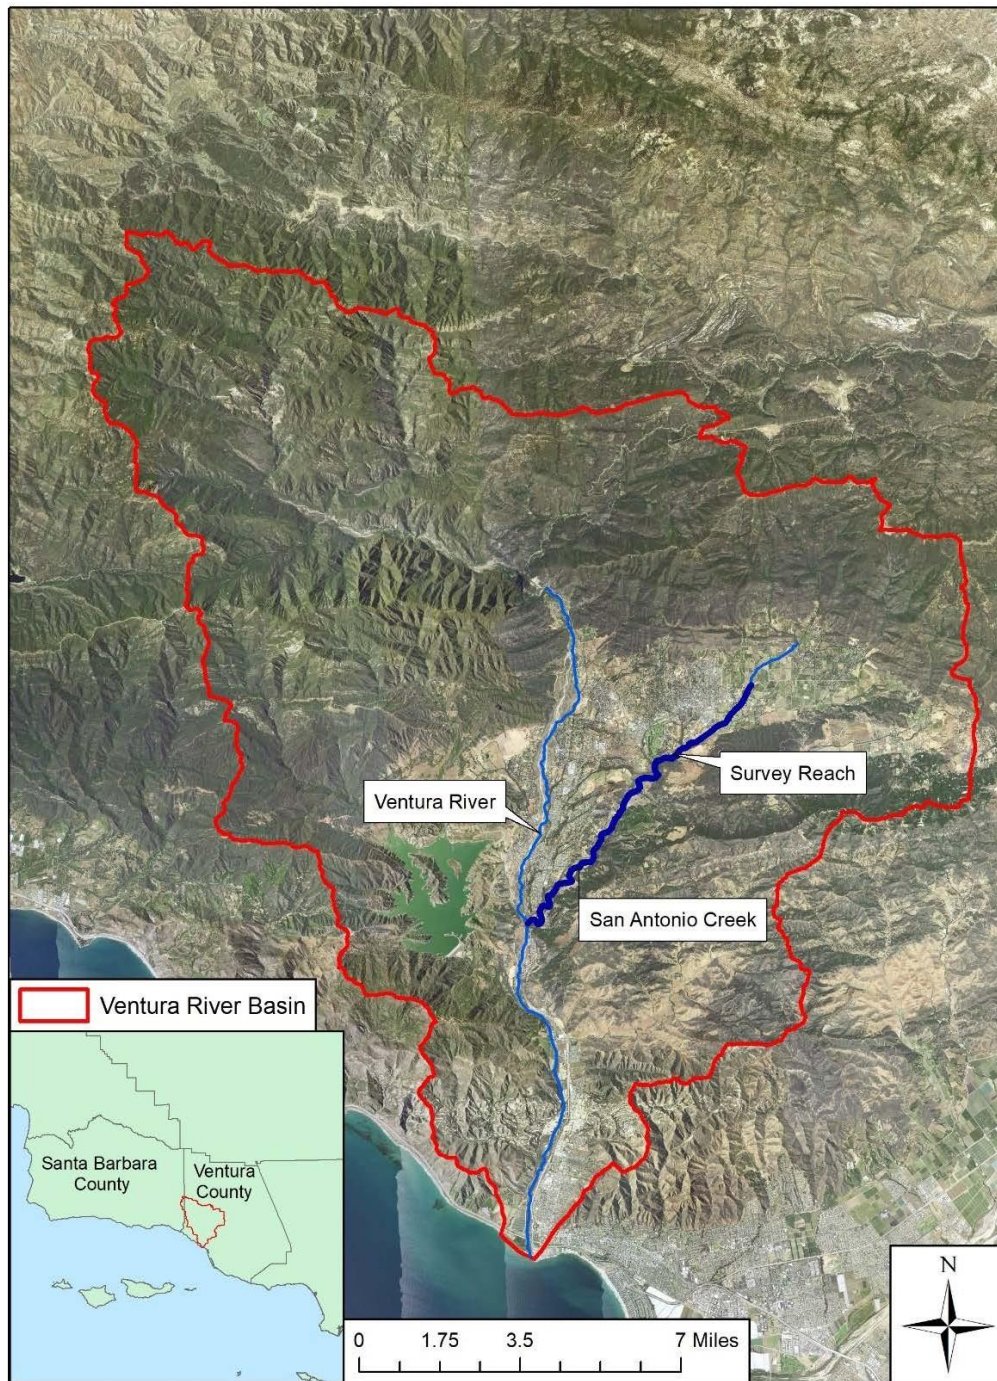 Survey Reach
Ventura River
San Antonio Creek
Ventura River Basin
Santa Barbara
County
Ventura
County
N
0 1.75 3.5 7 Miles